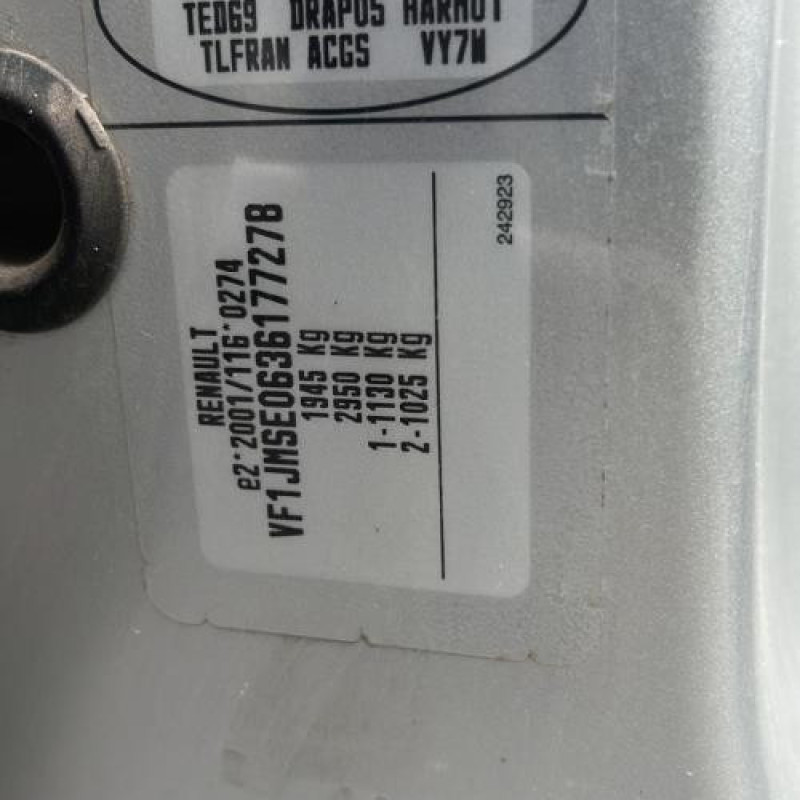 TED69 DRAP05 HARM01
TLFRAN ACGS VY7W
RENAULT
e2*2001/116*0274
VF1JMSE0636177278
1945 Kg
2950 Kg
1-1130 Kg
2-1025 Kg
242923